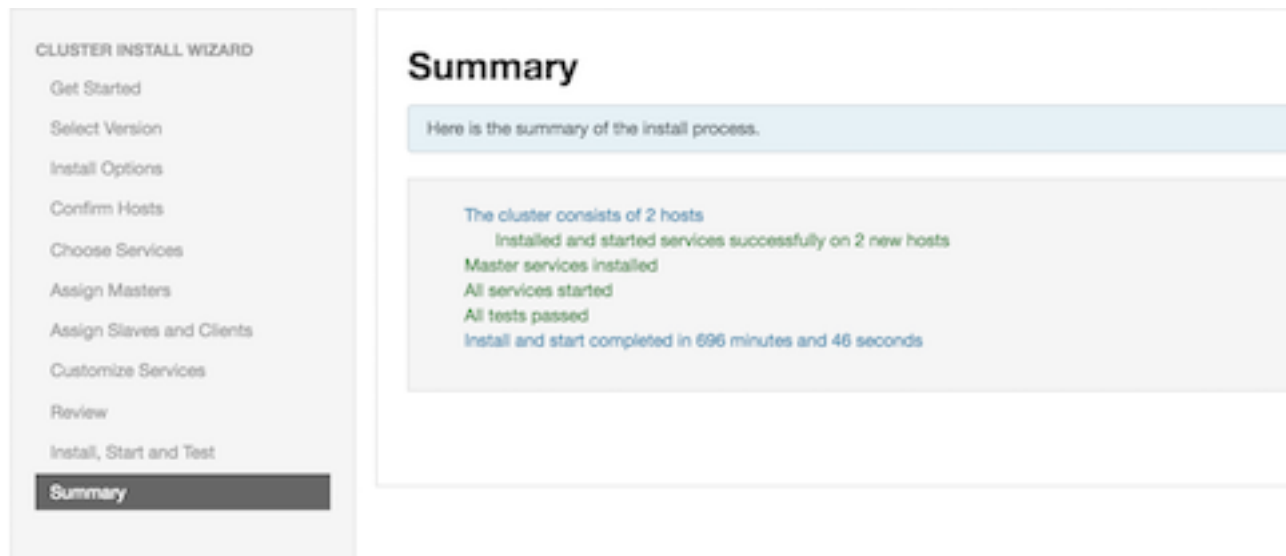 CLUSTER INSTALL WIZARD
Get Started
Select Version
Install Options
Confirm Hosts
Choose Services
Assign Masters
Assign Slaves and Clients
Customize Services
Review
Install, Start and Test
Summary
Summary
Here is the summary of the install process.
The cluster consists of 2 hosts
Installed and started services successfully on 2 new hosts
Master services installed
All services started
All tests passed
Install and start completed in 696 minutes and 46 seconds